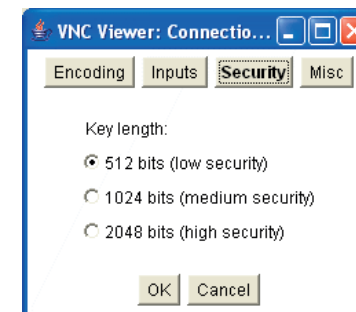 VNC Viewer: Connectio...
Encoding Inputs Security Misc
Key length:
512 bits (low security)
1024 bits (medium security)
2048 bits (high security)
OK Cancel